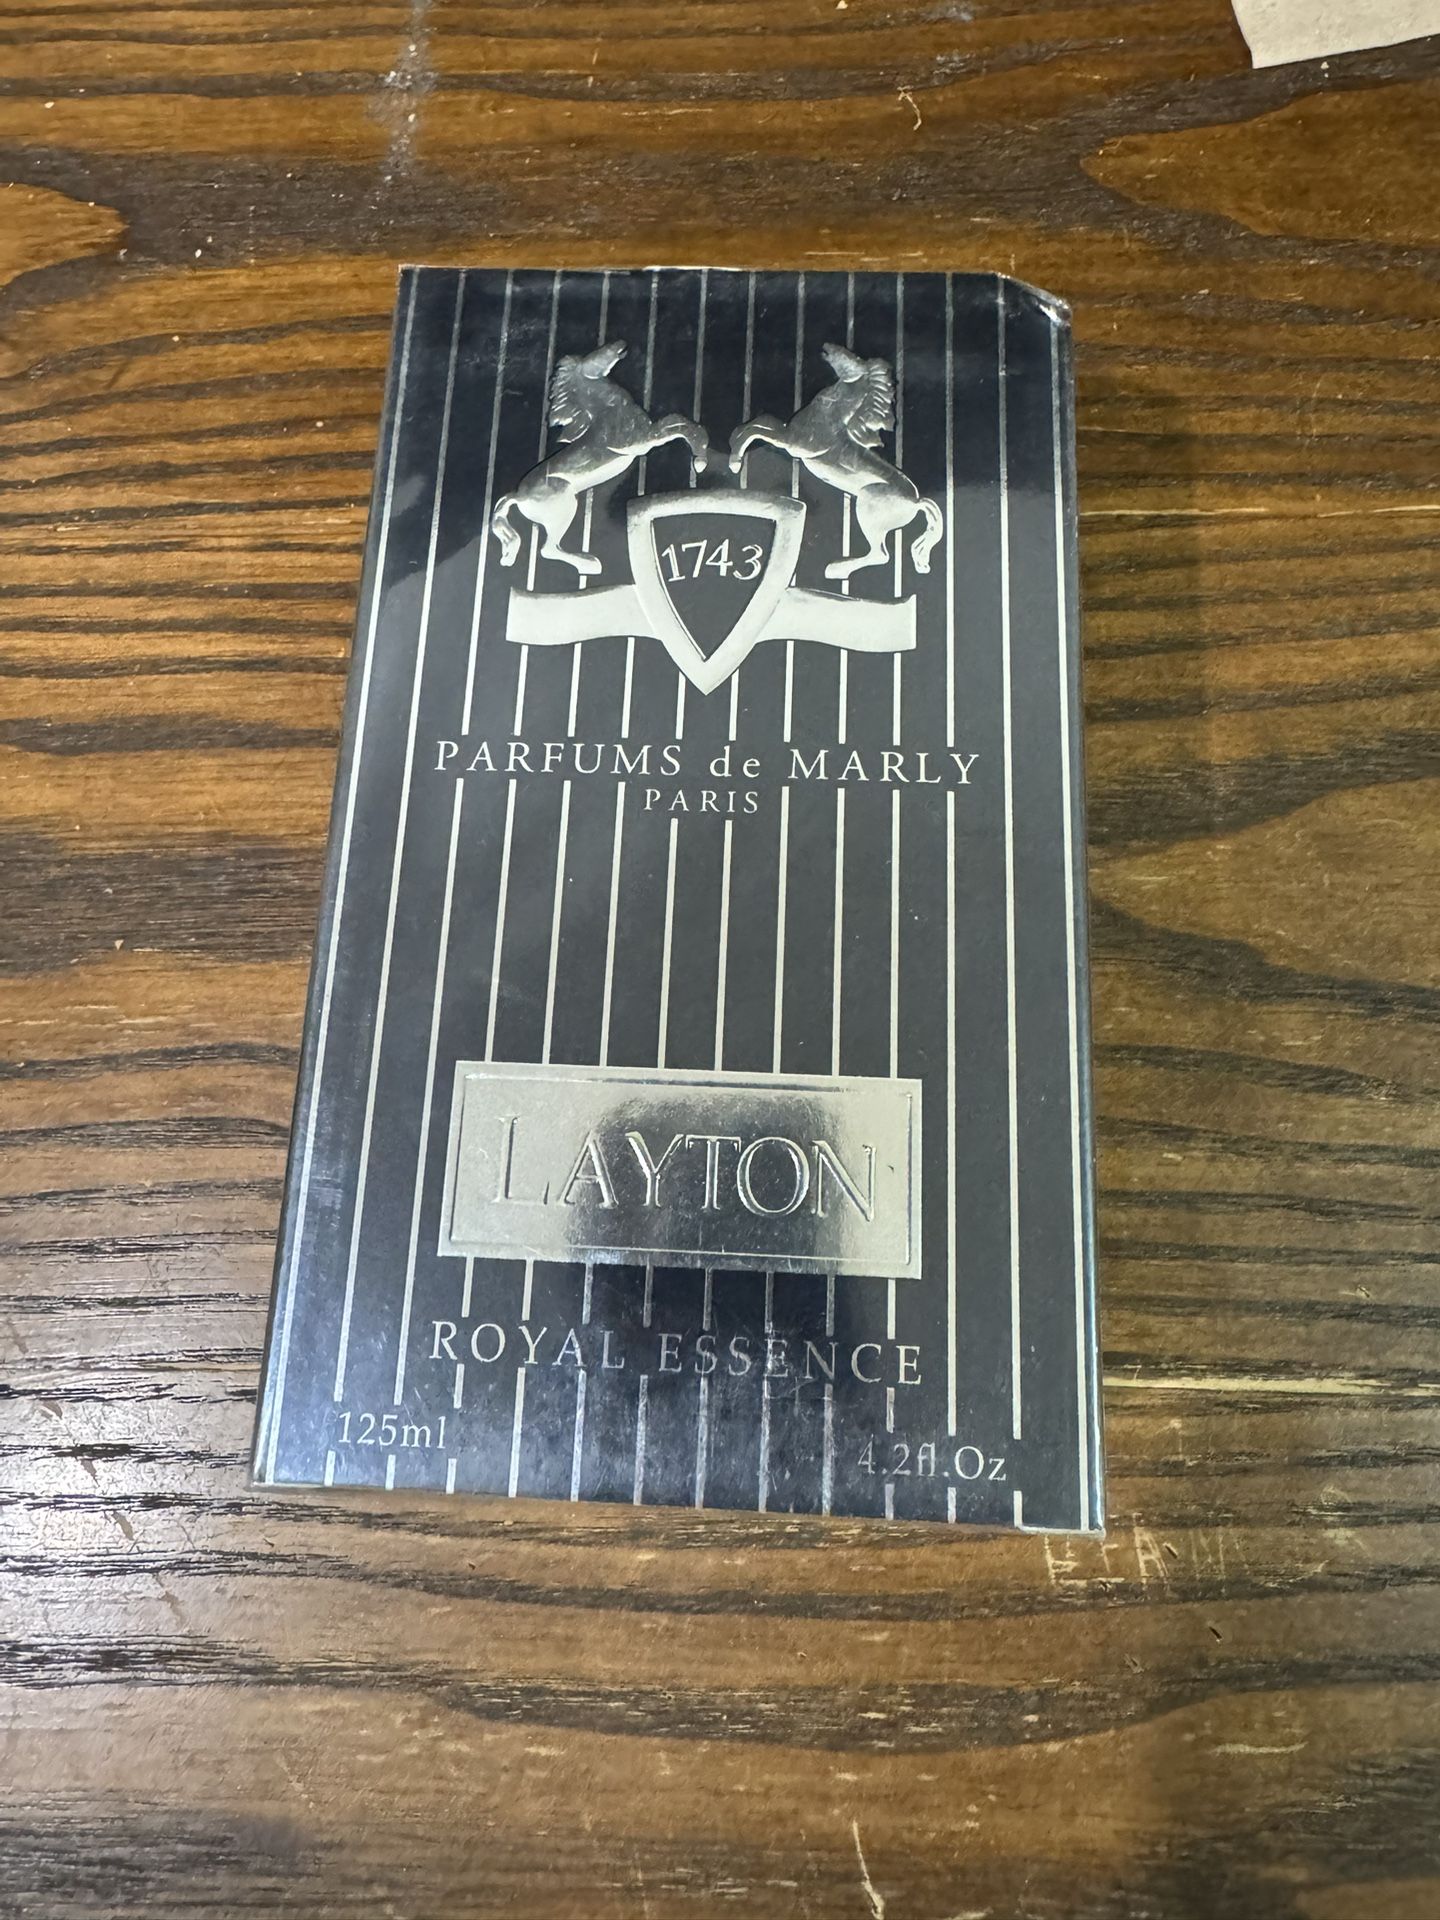 1743
PARFUMS de MARLY
PARIS
LAYTON
ROYAL ESSENCE
125ml
4.2fl.Oz